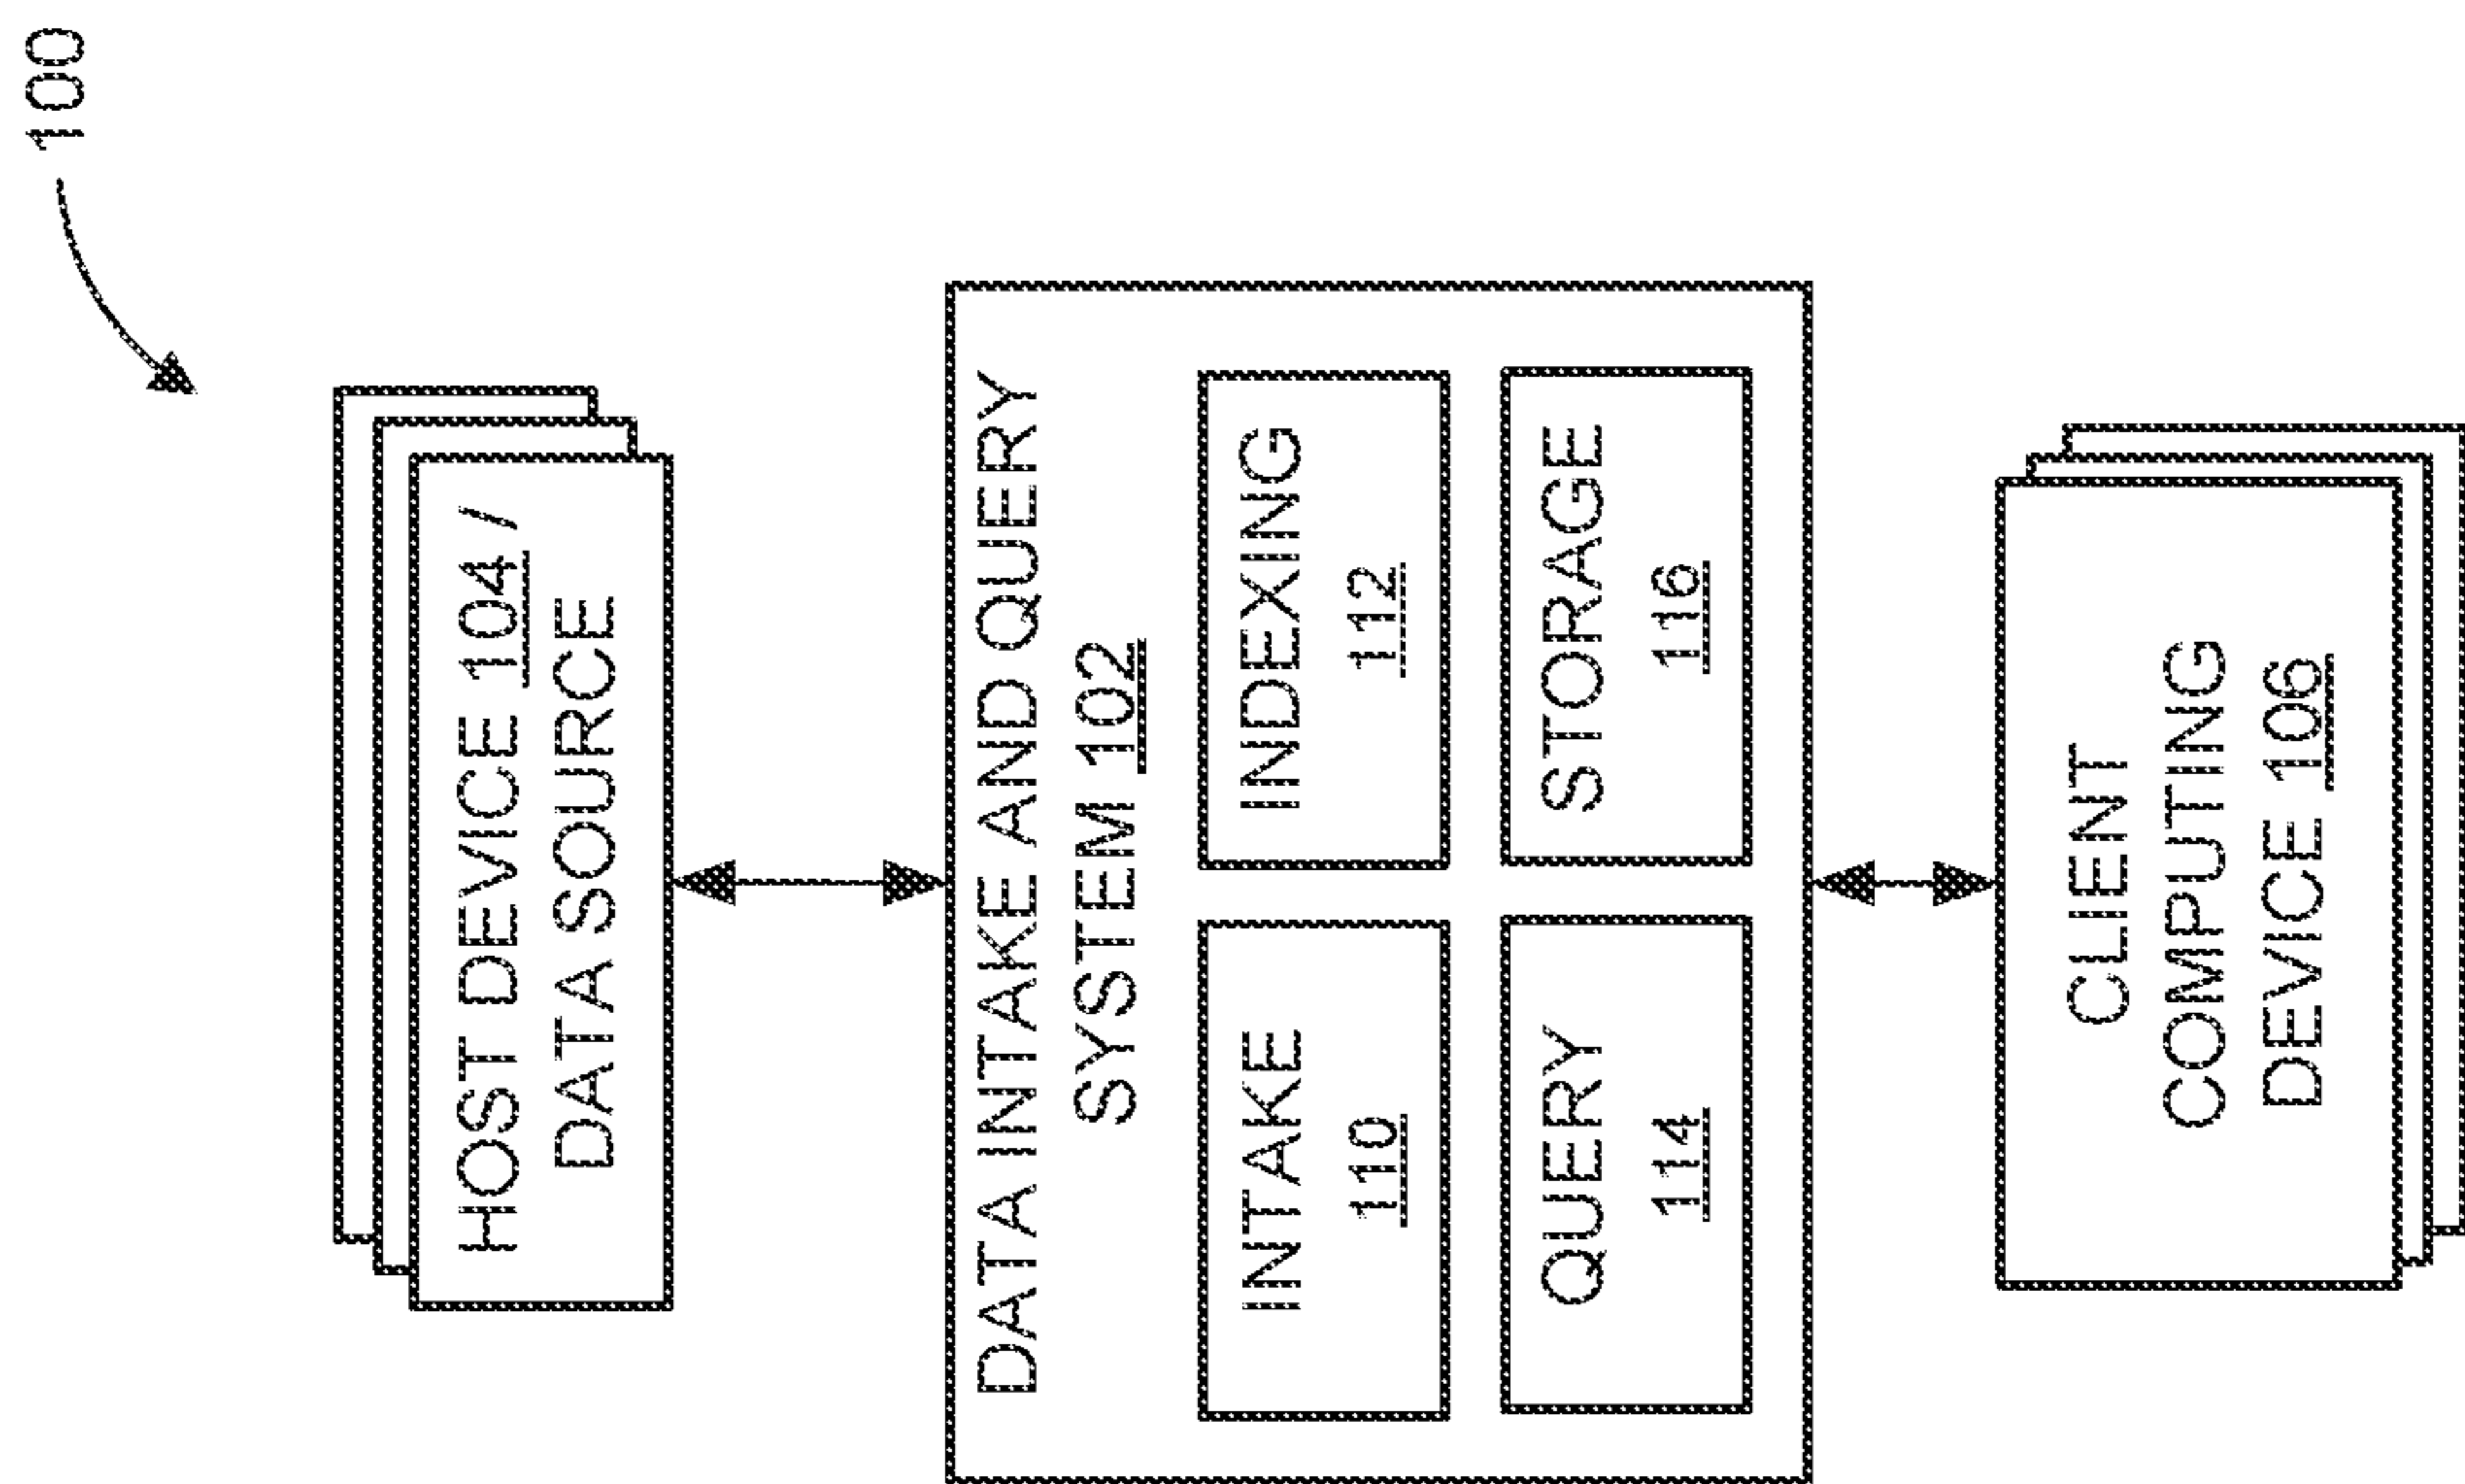 100
HOST DEVICE 104 /
DATA SOURCE
DATA INTAKE AND QUERY
SYSTEM 102
INTAKE
110
INDEXING
112
QUERY
114
STORAGE
116
CLIENT
COMPUTING
DEVICE 106